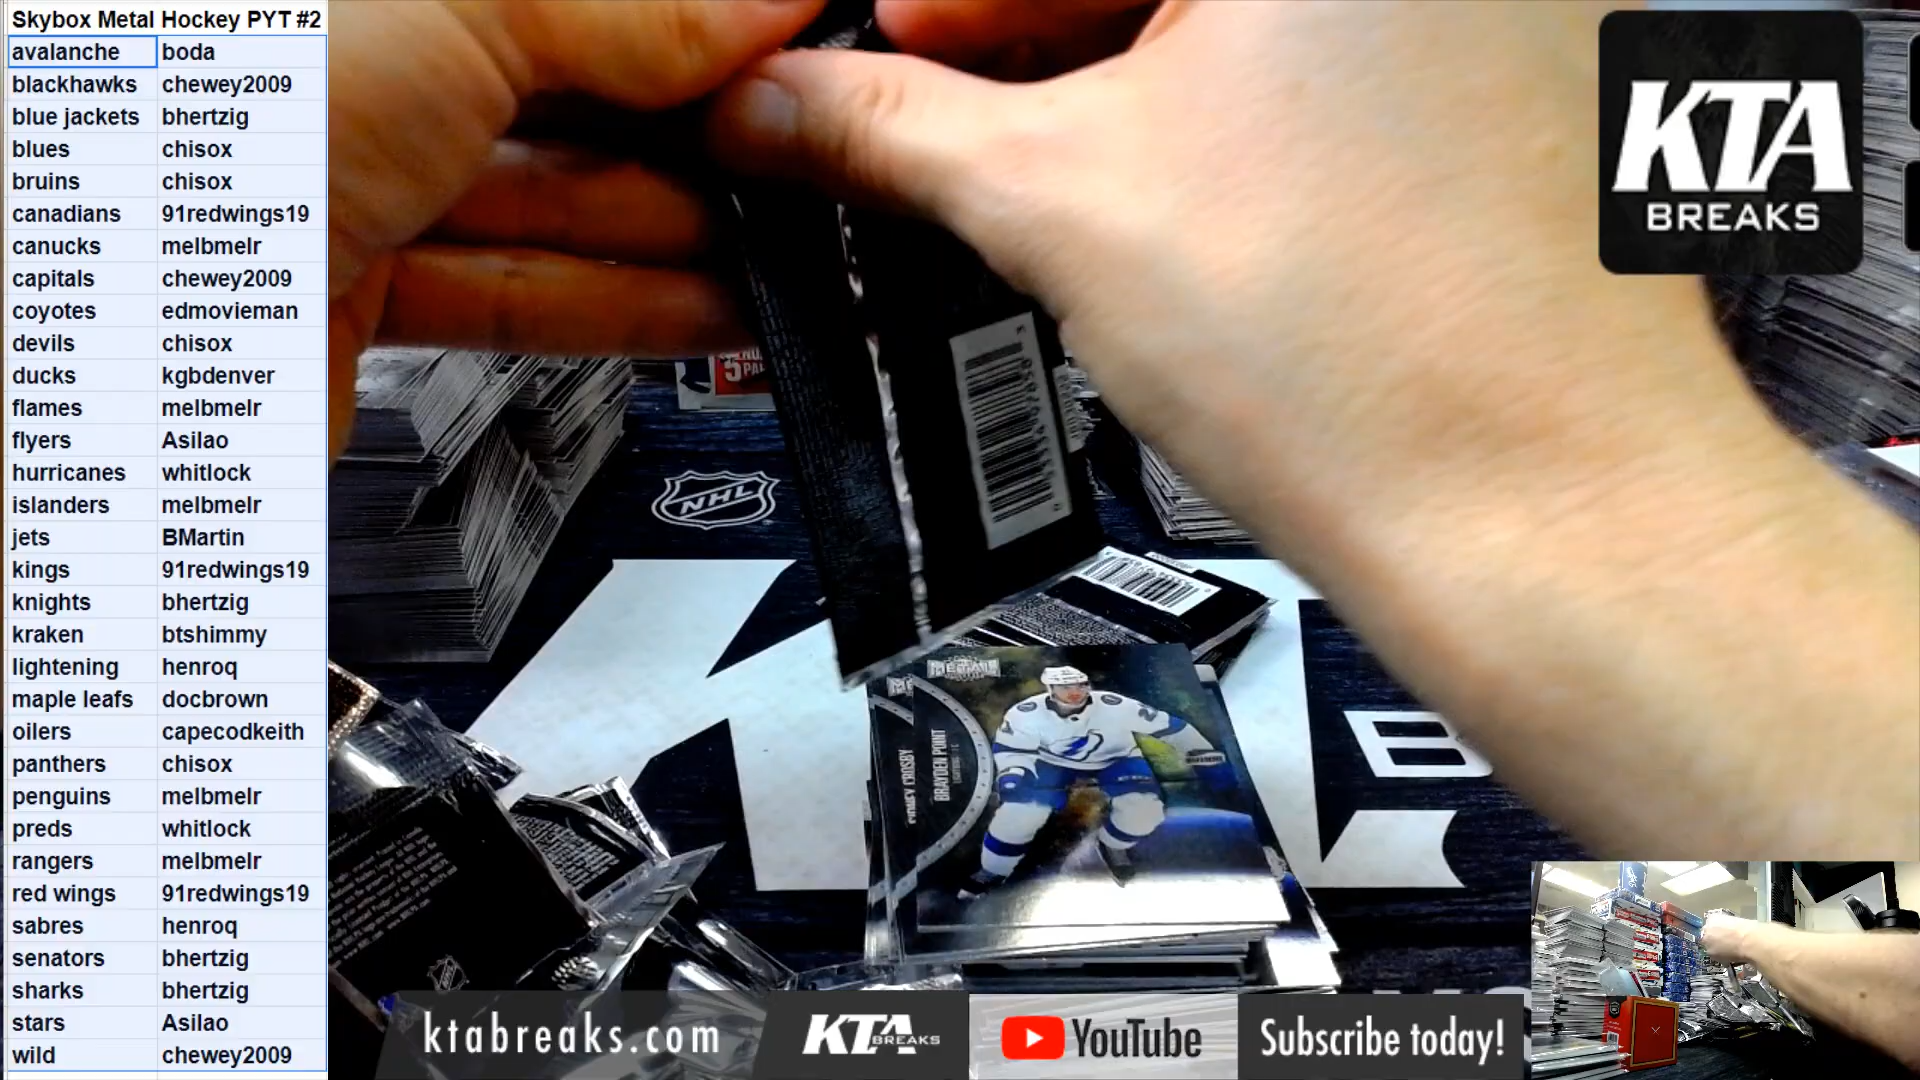 Skybox Metal Hockey PYT #2
avalanche boda
blackhawks chewey2009
blue jackets bhertzig
blues chisox
bruins chisox
canadians 91redwings19
canucks melbmelr
capitals chewey2009
coyotes edmovieman
devils chisox
ducks kgbdenver
flames melbmelr
flyers Asilao
hurricanes whitlock
islanders melbmelr
jets BMartin
kings 91redwings19
knights bhertzig
kraken btshimmy
lightening henroq
maple leafs docbrown
oilers capecodkeith
panthers chisox
penguins melbmelr
preds whitlock
rangers melbmelr
red wings 91redwings19
sabres henroq
senators bhertzig
sharks bhertzig
stars Asilao
wild chewey2009
KTA
BREAKS
NHL
METAL
SIDNEY CROSBY
BRAYDEN POINT
ktabreaks.com
KTA BREAKS
YouTube
Subscribe today!